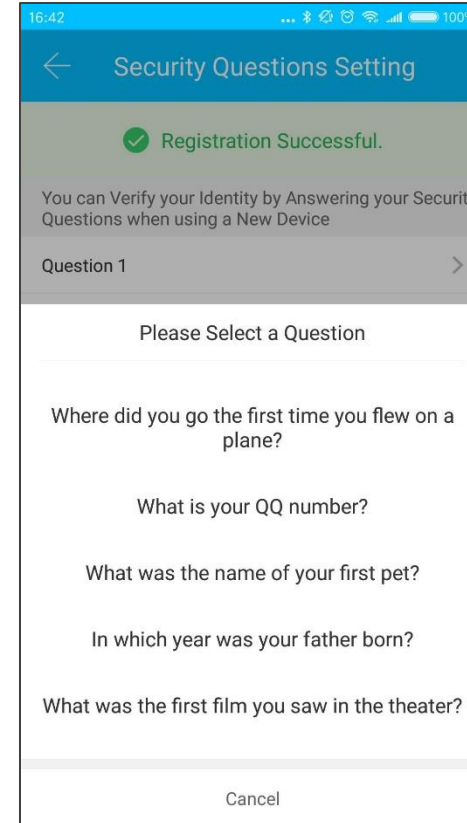 16:42 ... 100%
Security Questions Setting
Registration Successful.
You can Verify your Identity by Answering your Securit
Questions when using a New Device
Question 1
Please Select a Question
Where did you go the first time you flew on a
plane?
What is your QQ number?
What was the name of your first pet?
In which year was your father born?
What was the first film you saw in the theater?
Cancel